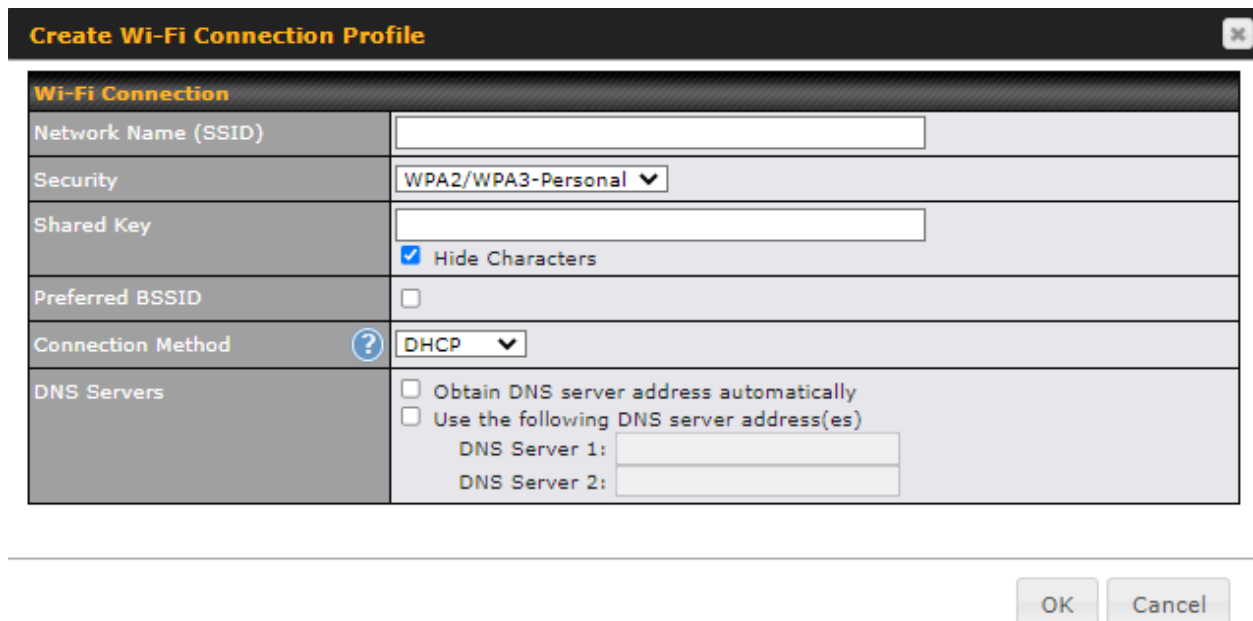 Create Wi-Fi Connection Profile
Wi-Fi Connection
Network Name (SSID)
Security
WPA2/WPA3-Personal
Shared Key
Hide Characters
Preferred BSSID
Connection Method ?
DHCP
DNS Servers
Obtain DNS server address automatically
Use the following DNS server address(es)
DNS Server 1:
DNS Server 2:
OK
Cancel